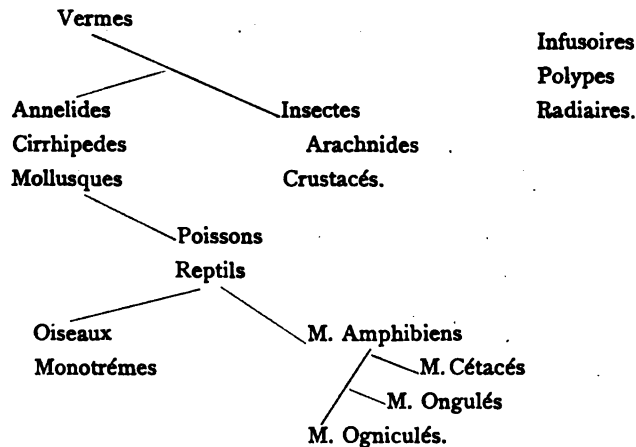 Vermes
Infusoires
Polypes
Radiaires.
Annelides
Cirrhipedes
Mollusques
Insectes
Arachnides
Crustacés.
Poissons
Reptils
Oiseaux
Monotrémes
M. Amphibiens
M. Cétacés
M. Ongulés
M. Ogniculés.